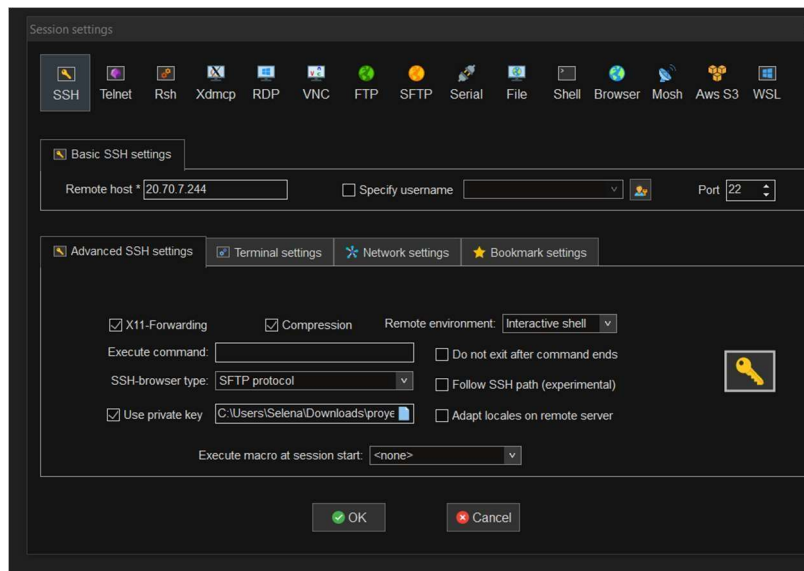 Session settings
SSH Telnet Rsh Xdmcp RDP VNC FTP SFTP Serial File Shell Browser Mosh Aws S3 WSL
Basic SSH settings
Remote host * 20.70.7.244 Specify username Port 22
Advanced SSH settings Terminal settings Network settings Bookmark settings
X11-Forwarding Compression Remote environment: Interactive shell
Execute command: Do not exit after command ends
SSH-browser type: SFTP protocol Follow SSH path (experimental)
Use private key C:\Users\Selena\Downloads\proye Adapt locales on remote server
Execute macro at session start: <none>
OK Cancel